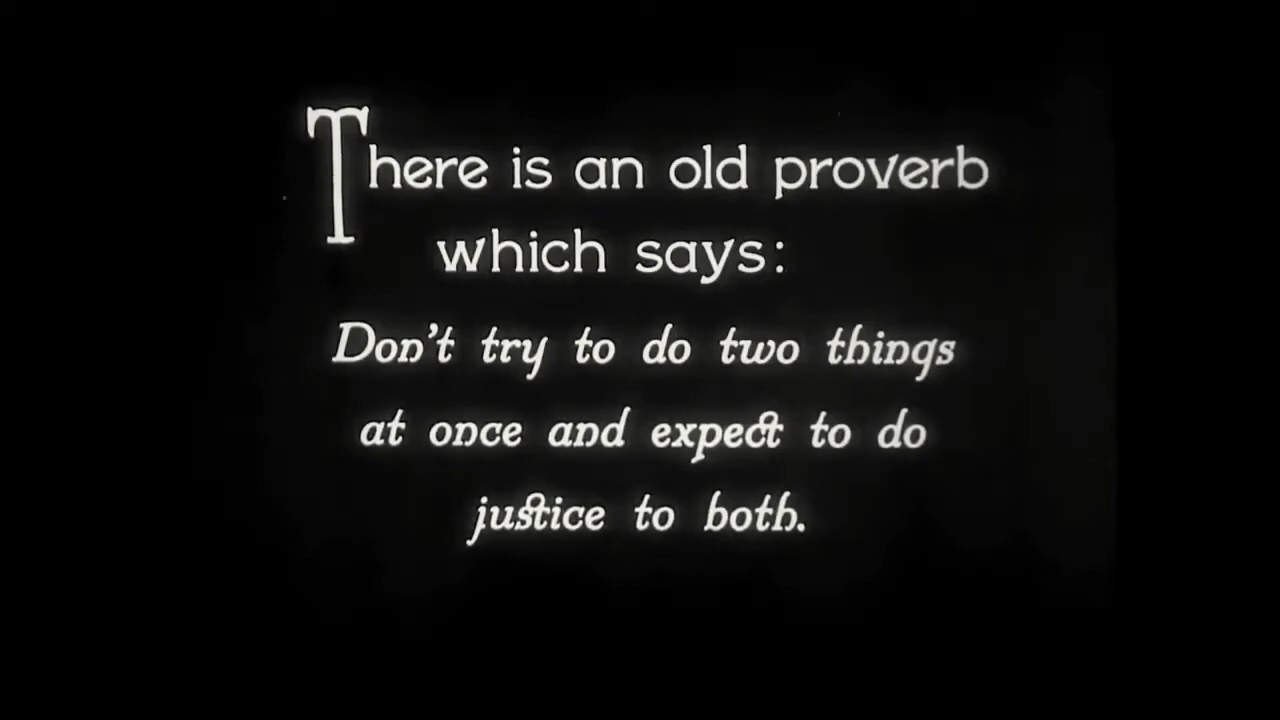 There is an old proverb
which says:
Don't try to do two things
at once and expect to do
justice to both.